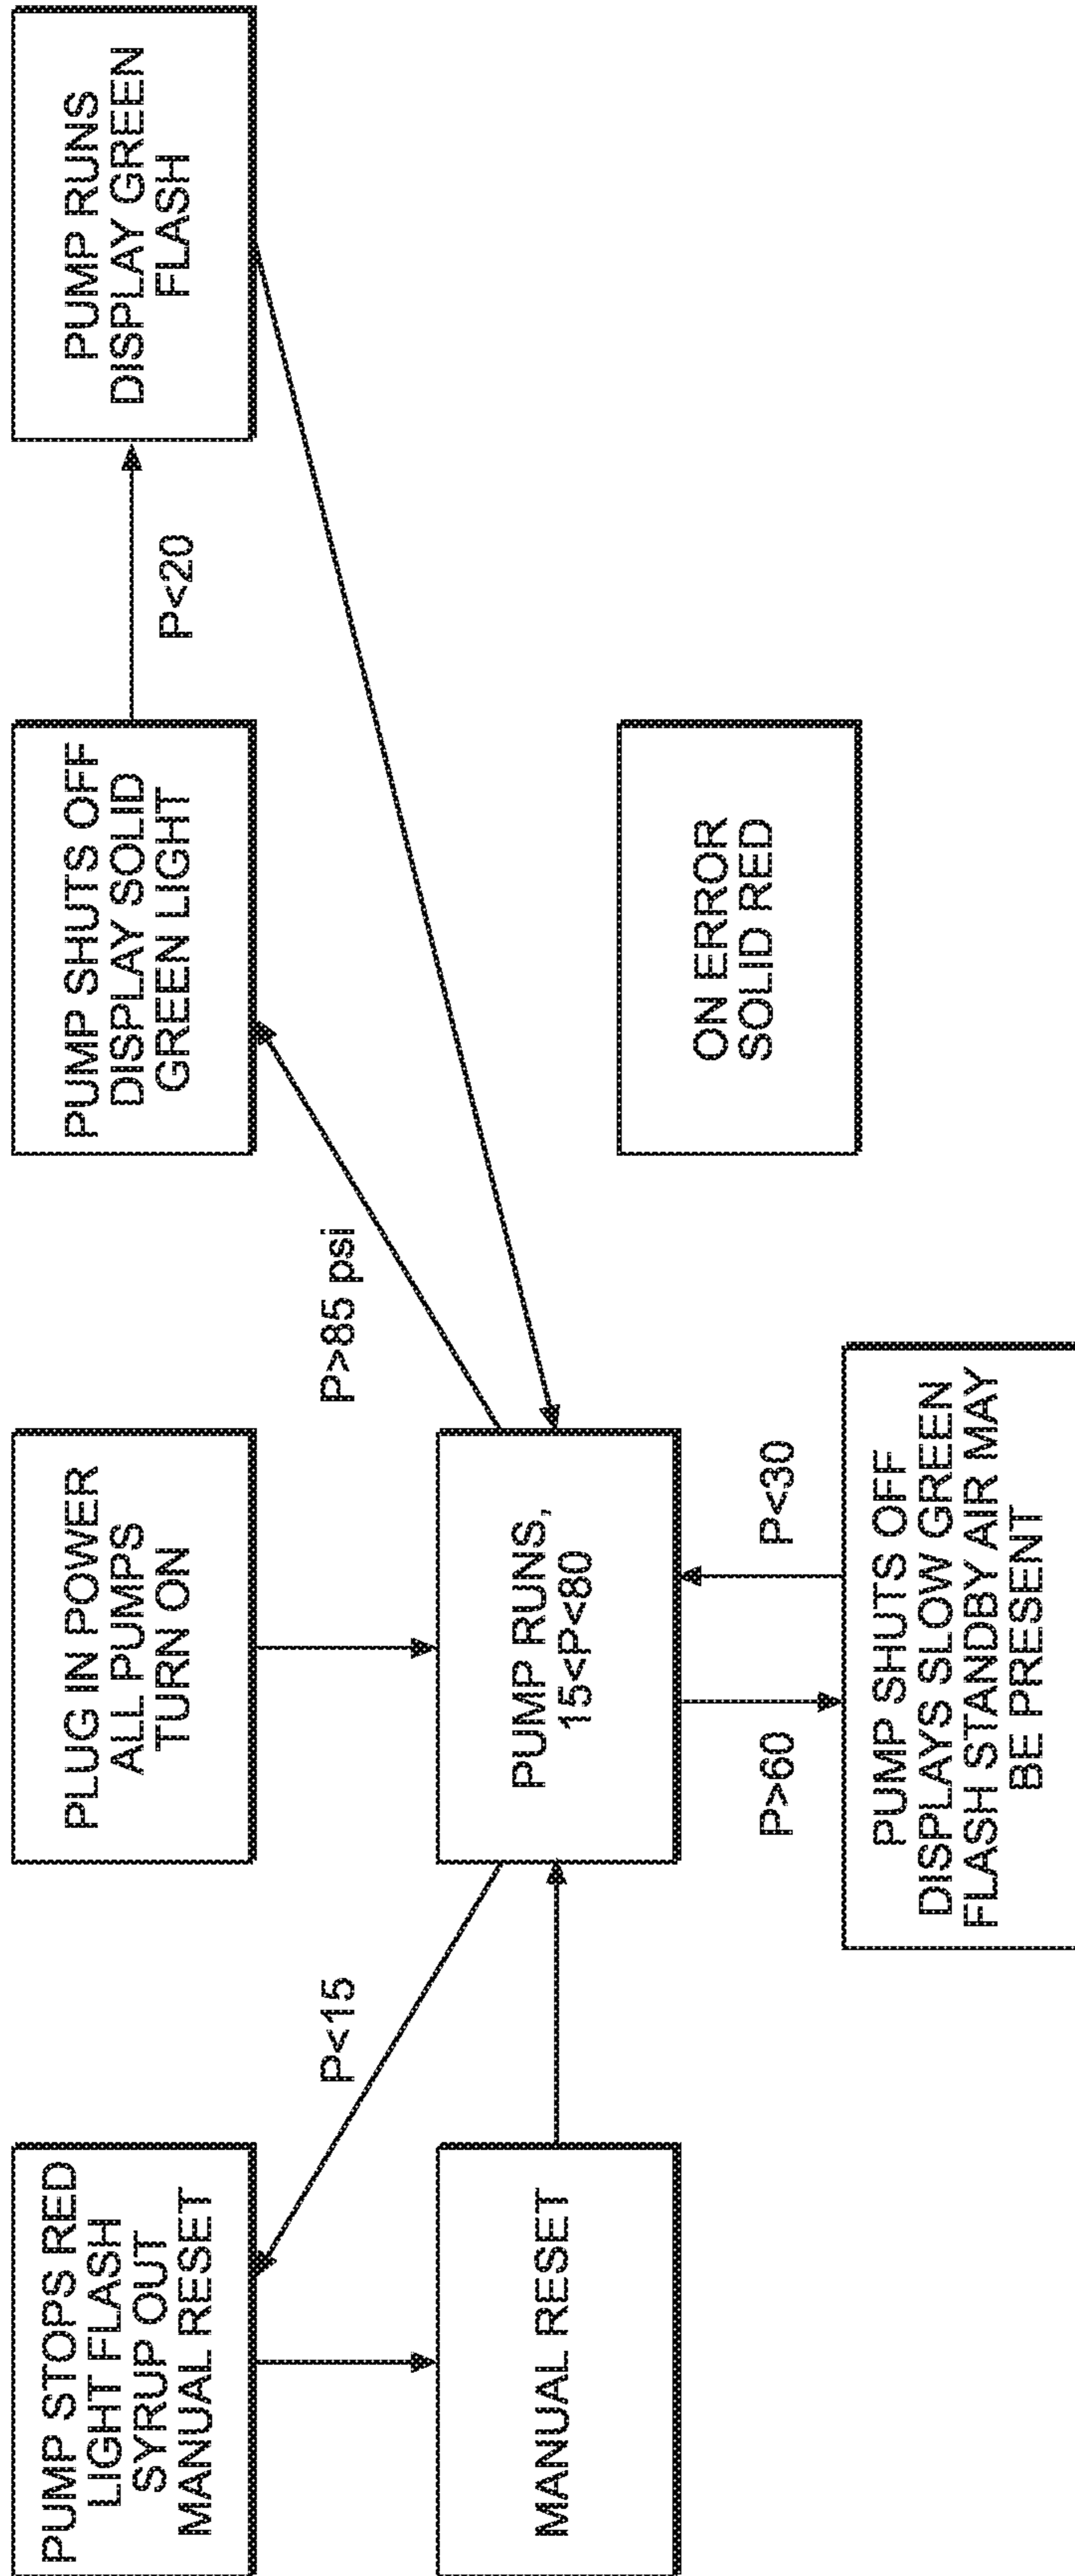 PUMP STOPS RED
LIGHT FLASH
SYRUP OUT
MANUAL RESET
PLUG IN POWER
ALL PUMPS
TURN ON
PUMP SHUTS OFF
DISPLAY SOLID
GREEN LIGHT
PUMP RUNS
DISPLAY GREEN
FLASH
P<20
P<15
P>85 psi
MANUAL RESET
PUMP RUNS,
15<P<80
ON ERROR
SOLID RED
P>60
P<30
PUMP SHUTS OFF
DISPLAYS SLOW GREEN
FLASH STANDBY AIR MAY
BE PRESENT